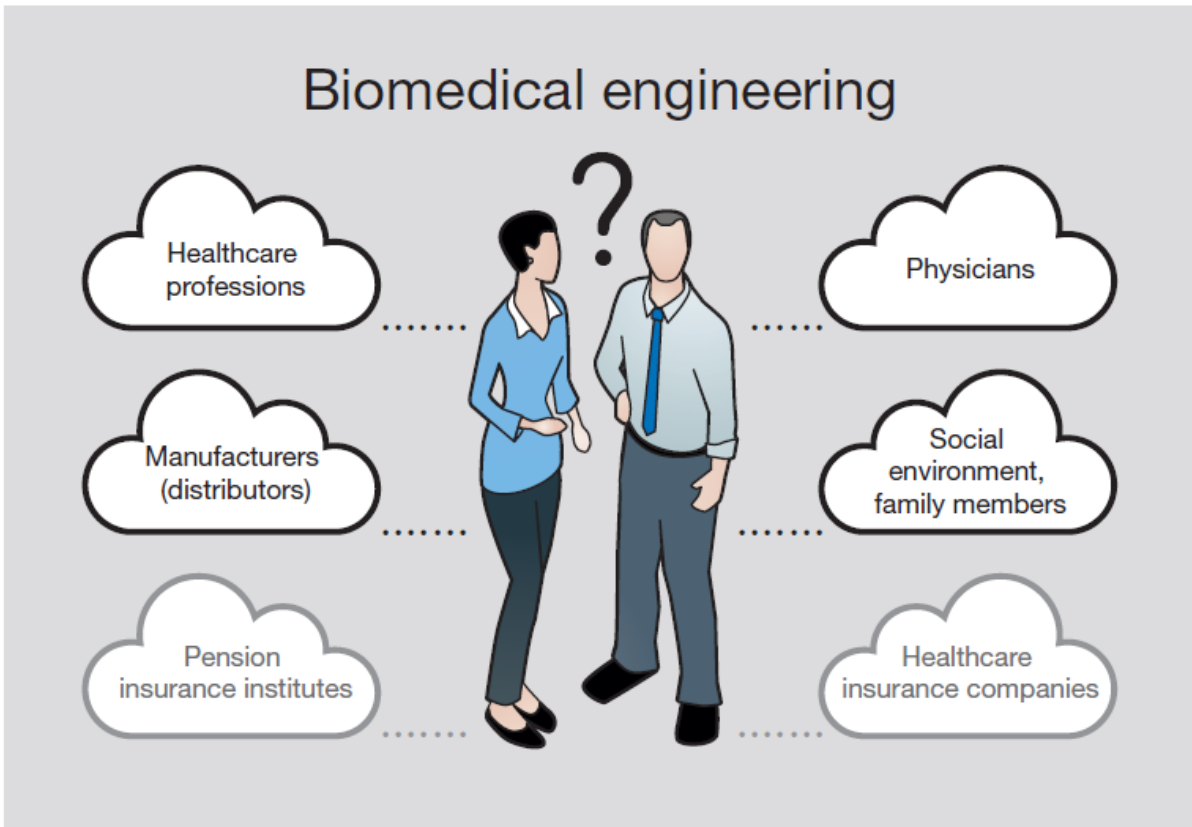 Biomedical engineering
?
Healthcare
professions
Physicians
Manufacturers
(distributors)
Social
environment,
family members
Pension
insurance institutes
Healthcare
insurance companies